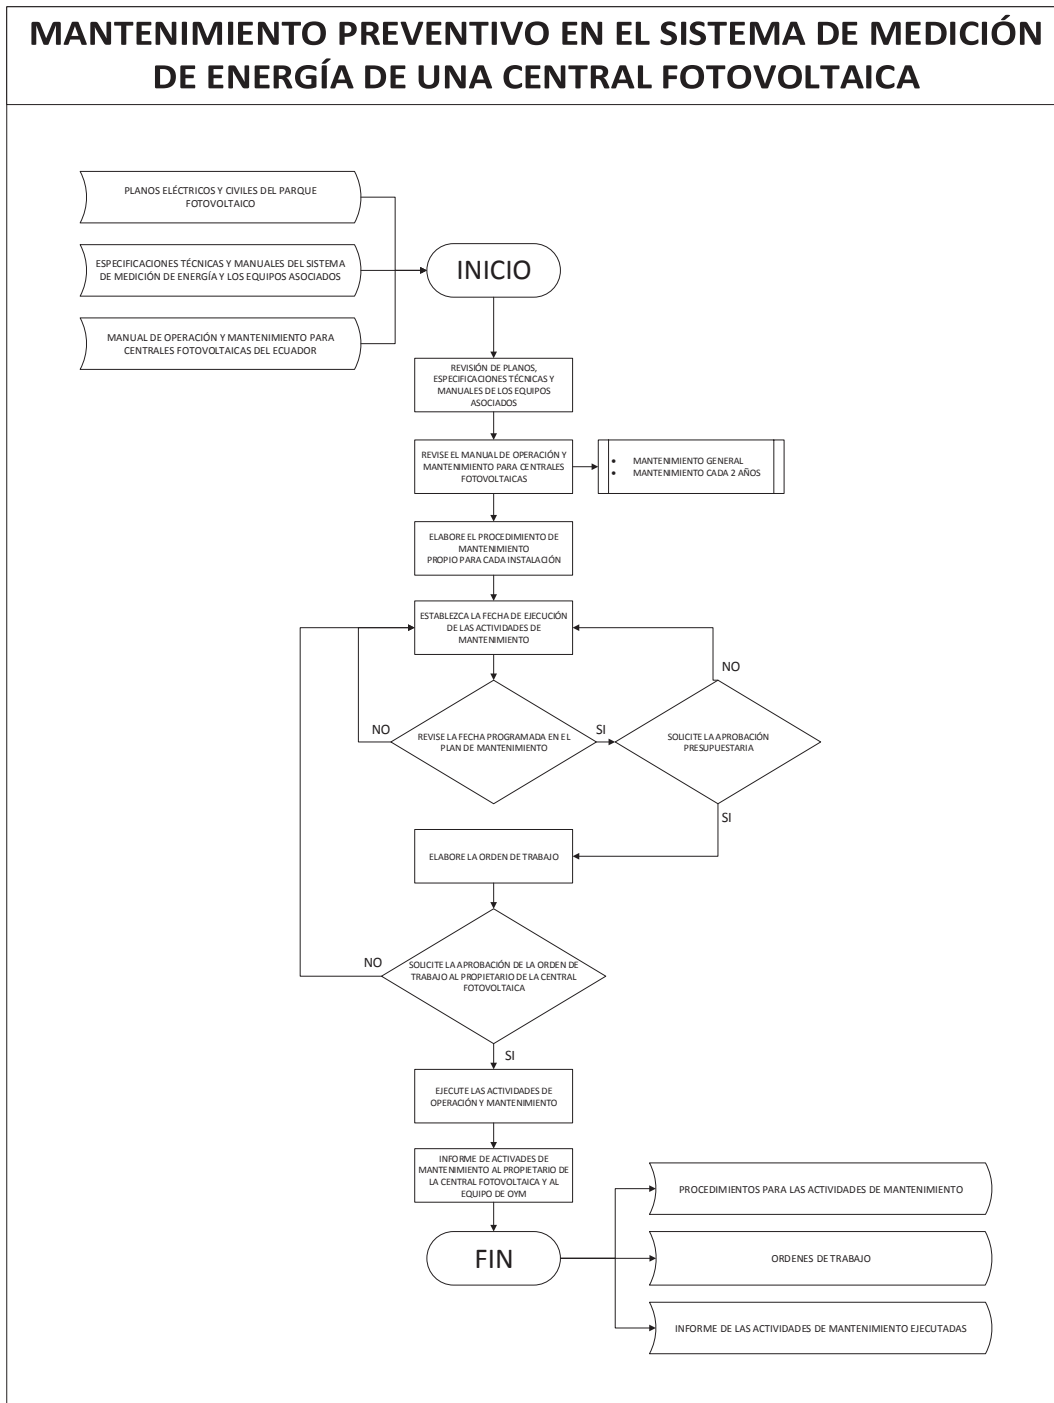 MANTENIMIENTO PREVENTIVO EN EL SISTEMA DE MEDICIÓN
DE ENERGÍA DE UNA CENTRAL FOTOVOLTAICA
PLANOS ELÉCTRICOS Y CIVILES DEL PARQUE
FOTOVOLTAICO
ESPECIFICACIONES TÉCNICAS Y MANUALES DEL SISTEMA
DE MEDICIÓN DE ENERGÍA Y LOS EQUIPOS ASOCIADOS
MANUAL DE OPERACIÓN Y MANTENIMIENTO PARA
CENTRALES FOTOVOLTAICAS DEL ECUADOR
INICIO
REVISIÓN DE PLANOS,
ESPECIFICACIONES TÉCNICAS Y
MANUALES DE LOS EQUIPOS
ASOCIADOS
REVISE EL MANUAL DE OPERACIÓN Y
MANTENIMIENTO PARA CENTRALES
FOTOVOLTAICAS
• MANTENIMIENTO GENERAL
• MANTENIMIENTO CADA 2 AÑOS
ELABORE EL PROCEDIMIENTO DE
MANTENIMIENTO
PROPIO PARA CADA INSTALACIÓN
ESTABLEZCA LA FECHA DE EJECUCIÓN
DE LAS ACTIVIDADES DE
MANTENIMIENTO
NO
REVISE LA FECHA PROGRAMADA EN EL
PLAN DE MANTENIMIENTO
SI
NO
SOLICITE LA APROBACIÓN
PRESUPUESTARIA
SI
ELABORE LA ORDEN DE TRABAJO
NO
SOLICITE LA APROBACIÓN DE LA ORDEN DE
TRABAJO AL PROPIETARIO DE LA CENTRAL
FOTOVOLTAICA
SI
EJECUTE LAS ACTIVIDADES DE
OPERACIÓN Y MANTENIMIENTO
INFORME DE ACTIVADES DE
MANTENIMIENTO AL PROPIETARIO DE
LA CENTRAL FOTOVOLTAICA Y AL
EQUIPO DE OYM
FIN
PROCEDIMIENTOS PARA LAS ACTIVIDADES DE MANTENIMIENTO
ORDENES DE TRABAJO
INFORME DE LAS ACTIVIDADES DE MANTENIMIENTO EJECUTADAS